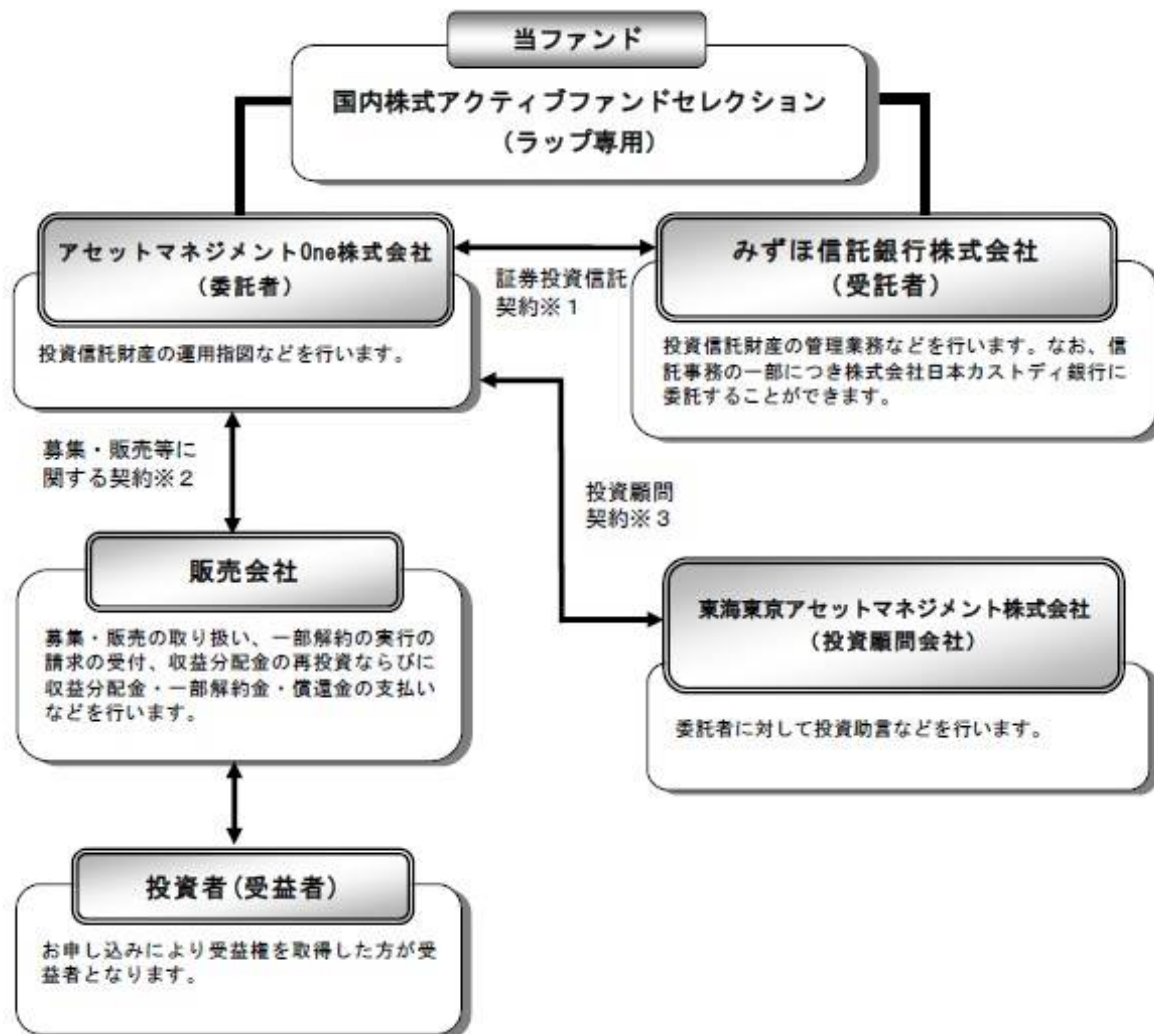 当ファンド
国内株式アクティブファンドセレクション
(ラップ専用)
アセットマネジメントOne株式会社
(委託者)
投資信託財産の運用指図などを行います。
証券投資信託
契約※1
みずほ信託銀行株式会社
(受託者)
投資信託財産の管理業務などを行います。なお、信
託事務の一部につき株式会社日本カストディ銀行に
委託することができます。
募集・販売等に
関する契約※2
投資顧問
契約※3
販売会社
募集・販売の取り扱い、一部解約の実行の
請求の受付、収益分配金の再投資ならびに
収益分配金・一部解約金・償還金の支払い
などを行います。
東海東京アセットマネジメント株式会社
(投資顧問会社)
委託者に対して投資助言などを行います。
投資者(受益者)
お申し込みにより受益権を取得した方が受
益者となります。